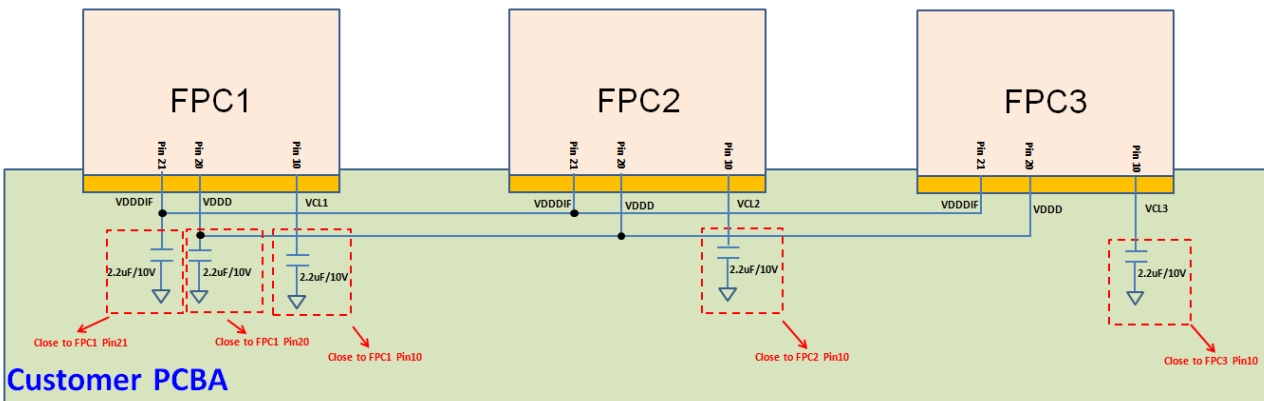 FPC1
FPC2
FPC3
Pin 21
Pin 20
Pin 10
Pin 21
Pin 20
Pin 10
Pin 21
Pin 20
Pin 10
VDDDIF
VDDD
VCL1
VDDDIF
VDDD
VCL2
VDDDIF
VDDD
VCL3
2.2uF/10V
2.2uF/10V
2.2uF/10V
2.2uF/10V
2.2uF/10V
Close to FPC1 Pin21
Close to FPC1 Pin20
Close to FPC1 Pin10
Close to FPC2 Pin10
Close to FPC3 Pin10
Customer PCBA